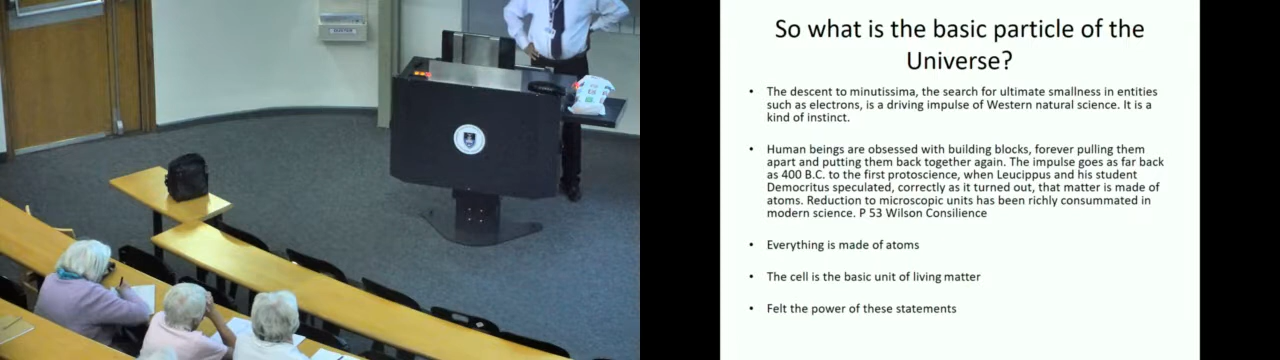 So what is the basic particle of the
Universe?
• The descent to minutissima, the search for ultimate smallness in entities
such as electrons, is a driving impulse of Western natural science. It is a
kind of instinct.
• Human beings are obsessed with building blocks, forever pulling them
apart and putting them back together again. The impulse goes as far back
as 400 B.C. to the first protoscience, when Leucippus and his student
Democritus speculated, correctly as it turned out, that matter is made of
atoms. Reduction to microscopic units has been richly consummated in
modern science. P 53 Wilson Consilience
• Everything is made of atoms
• The cell is the basic unit of living matter
• Felt the power of these statements